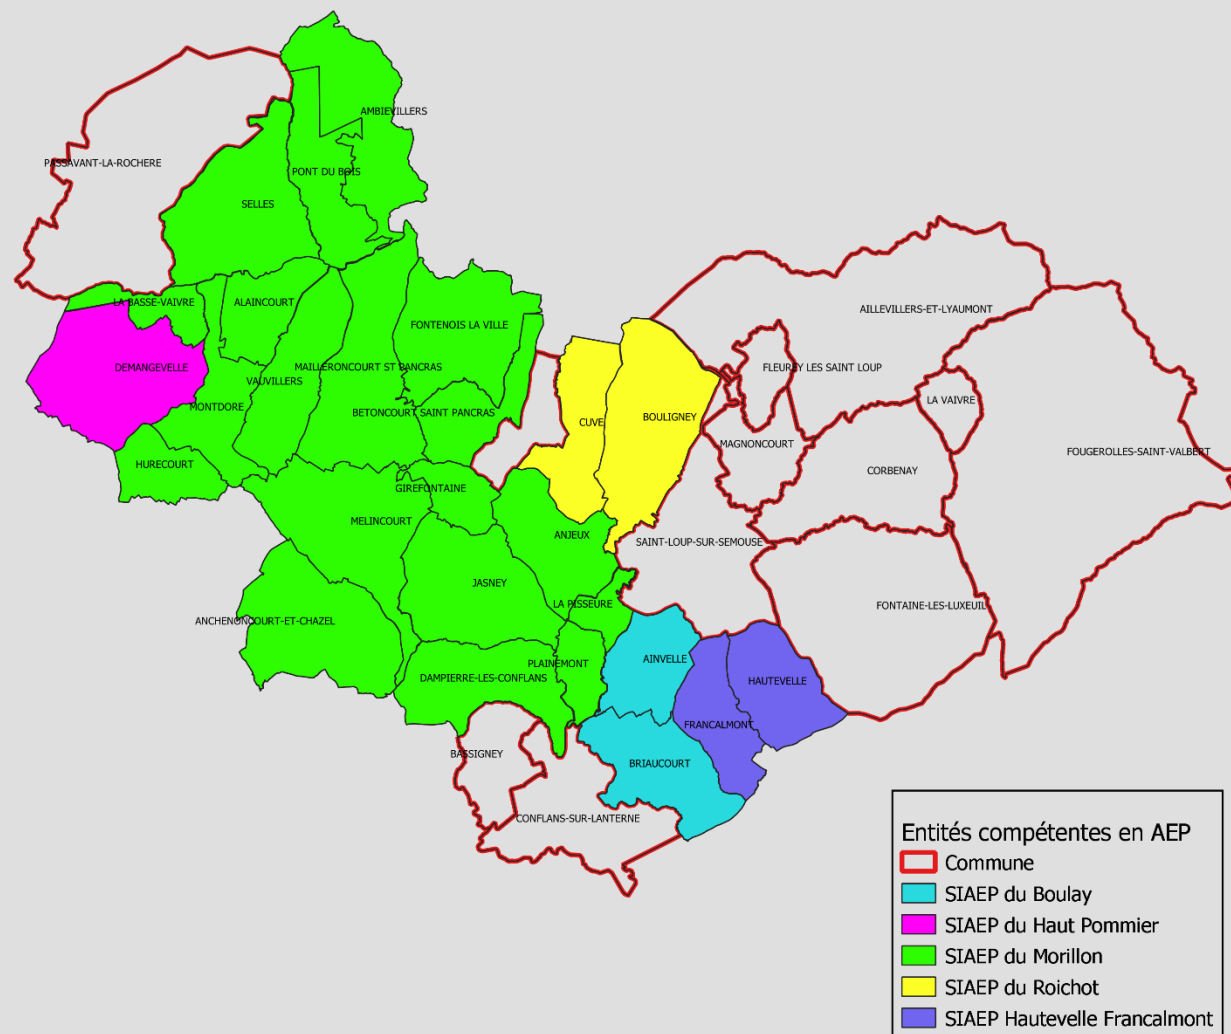 AMBIEVILLERS
PASSAVANT-LA-ROCHERE
PONT DU BOIS
SELLES
LA BASSE-VAIVRE
ALAINCOURT
AILLEVILLERS-ET-LYAUMONT
FONTENOIS LA VILLE
DEMANGEVELLE
MAILLERONCOURT ST PANCRAS
FLEUREY LES SAINT LOUP
VAUVILLERS
LA VAIVRE
MONTDORE
BETONCOURT SAINT PANCRAS
BOULIGNEY
CUVE
MAGNONCOURT
FOUGEROLLES-SAINT-VALBERT
HURECOURT
CORBENAY
GIREFONTAINE
MELINCOURT
ANJEUX
SAINT-LOUP-SUR-SEMOUSE
JASNEY
LA PISSEURE
FONTAINE-LES-LUXEUIL
ANCHENONCOURT-ET-CHAZEL
AINVELLE
PLAINEMONT
DAMPIERRE-LES-CONFLANS
HAUTEVELLE
FRANCALMONT
BASSIGNEY
BRIAUCOURT
CONFLANS-SUR-LANTERNE
Entités compétentes en AEP
Commune
SIAEP du Boulay
SIAEP du Haut Pommier
SIAEP du Morillon
SIAEP du Roichot
SIAEP Hautevelle Francalmont